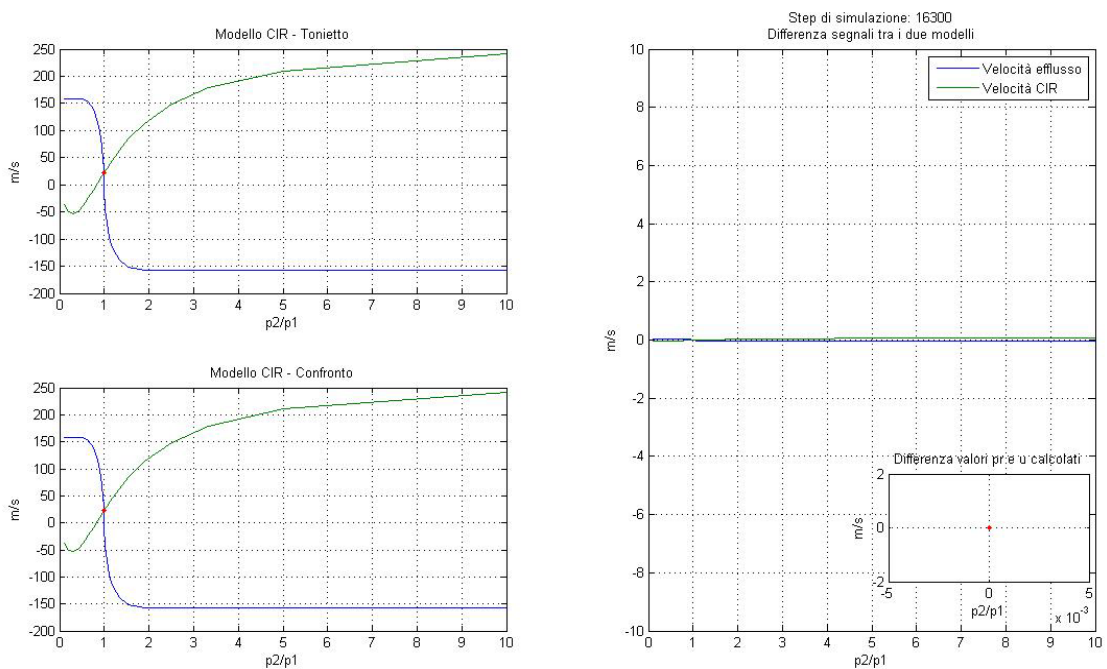 Modello CIR - Tonietto
250
200
150
100
50
0
-50
-100
-150
-200
m/s
0 1 2 3 4 5 6 7 8 9 10
p2/p1
Modello CIR - Confronto
250
200
150
100
50
0
-50
-100
-150
-200
m/s
0 1 2 3 4 5 6 7 8 9 10
p2/p1
Step di simulazione: 16300
Differenza segnali tra i due modelli
Velocità efflusso
Velocità CIR
10
8
6
4
2
0
-2
-4
-6
-8
-10
m/s
0 1 2 3 4 5 6 7 8 9 10
p2/p1
Differenza valori pr e u calcolati
2
0
-2
m/s
-5 0 5
p2/p1
x 10⁻³